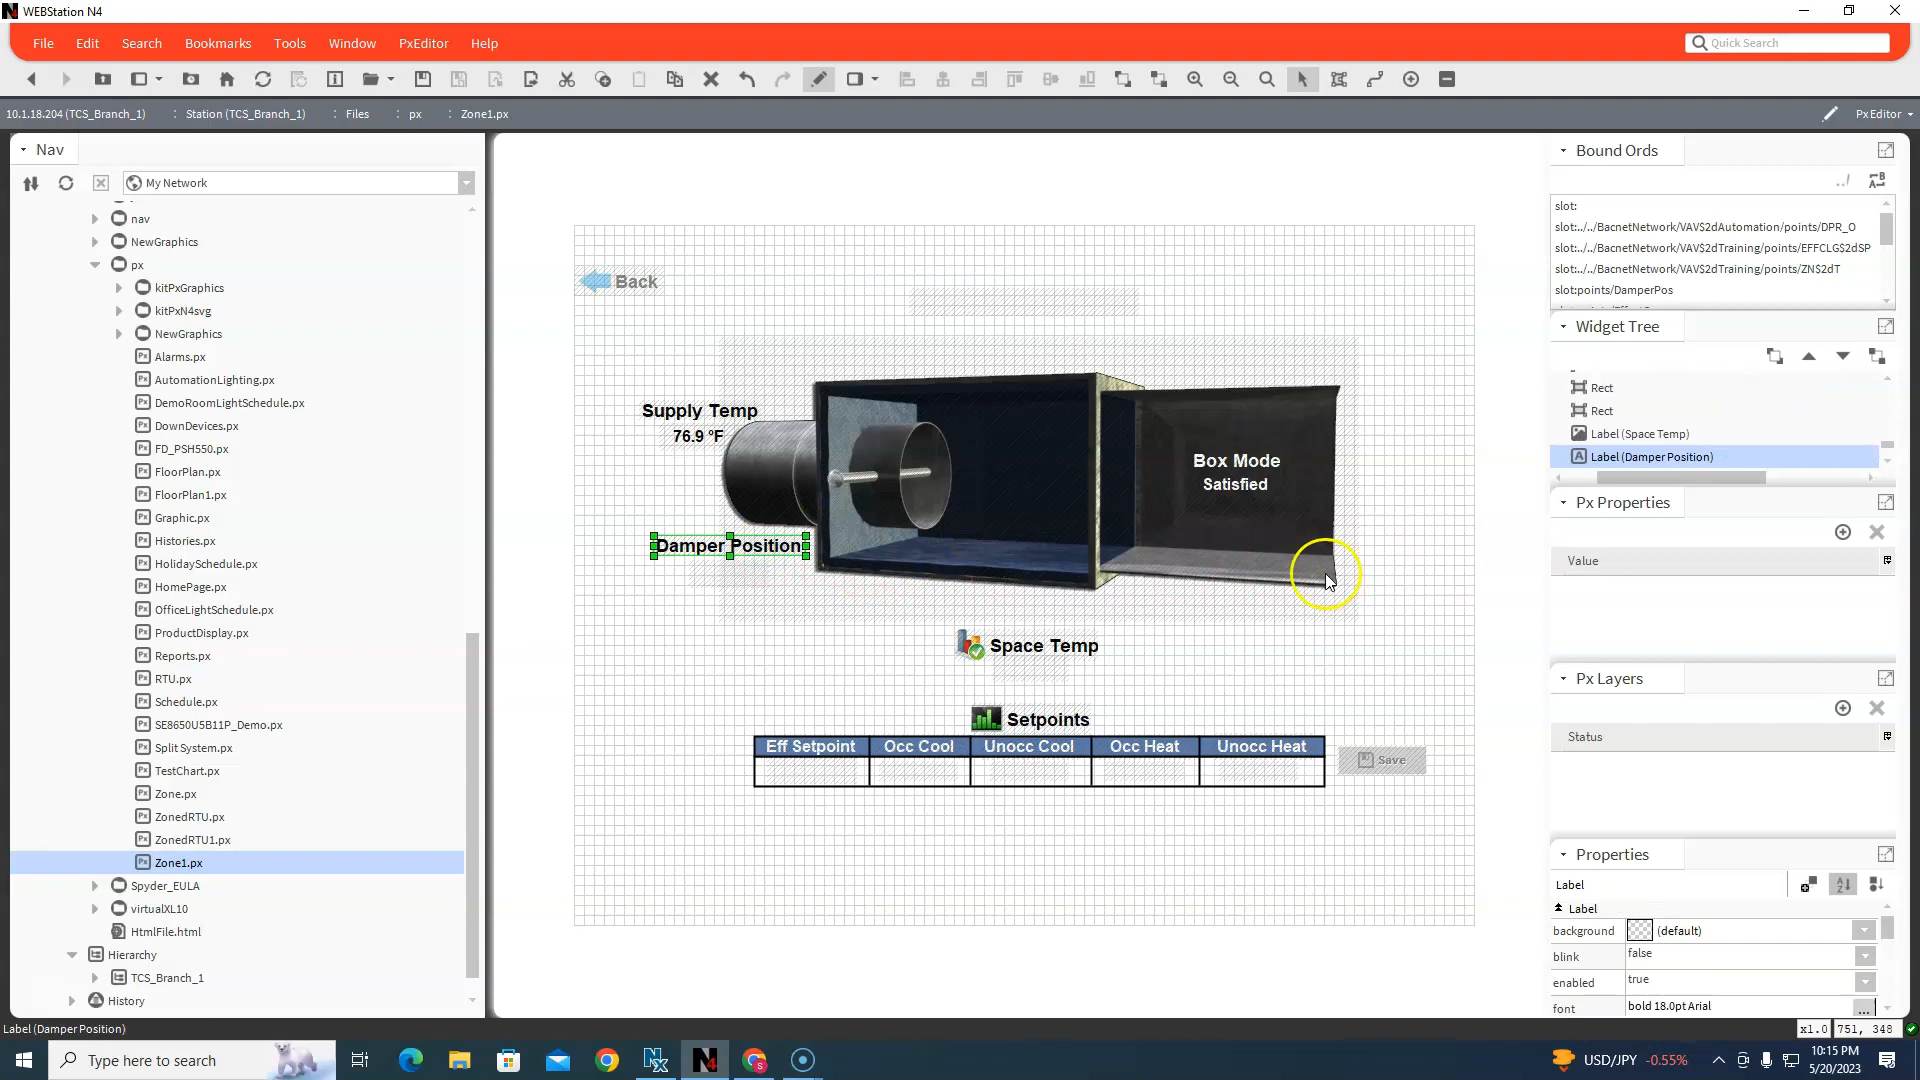 WEBStation N4
File Edit Search Bookmarks Tools Window PxEditor Help
Quick Search
10.1.18.204 (TCS_Branch_1) : Station (TCS_Branch_1) : Files : px : Zone1.px
PxEditor
Nav
My Network
nav
NewGraphics
px
kitPxGraphics
kitPxN4svg
NewGraphics
Alarms.px
AutomationLighting.px
DemoRoomLightSchedule.px
DownDevices.px
FD_PSH550.px
FloorPlan.px
FloorPlan1.px
Graphic.px
Histories.px
HolidaySchedule.px
HomePage.px
OfficeLightSchedule.px
ProductDisplay.px
Reports.px
RTU.px
Schedule.px
SE8650U5B11P_Demo.px
Split System.px
TestChart.px
Zone.px
ZonedRTU.px
ZonedRTU1.px
Zone1.px
Spyder_EULA
virtualXL10
HtmlFile.html
Hierarchy
TCS_Branch_1
History
Back
Supply Temp
76.9 °F
Box Mode
Satisfied
Damper Position
Space Temp
Setpoints
Eff Setpoint Occ Cool Unocc Cool Occ Heat Unocc Heat
Save
Bound Ords
slot:
slot:../../BacnetNetwork/VAV$2dAutomation/points/DPR_O
slot:../../BacnetNetwork/VAV$2dTraining/points/EFFCLG$2dSP
slot:../../BacnetNetwork/VAV$2dTraining/points/ZN$2dT
slot:points/DamperPos
Widget Tree
Rect
Rect
Label (Space Temp)
Label (Damper Position)
Px Properties
Value
Px Layers
Status
Properties
Label
Label
background (default)
blink false
enabled true
font bold 18.0pt Arial
Label (Damper Position)
x1.0 751, 348
Type here to search
USD/JPY -0.55%
10:15 PM
5/20/2023